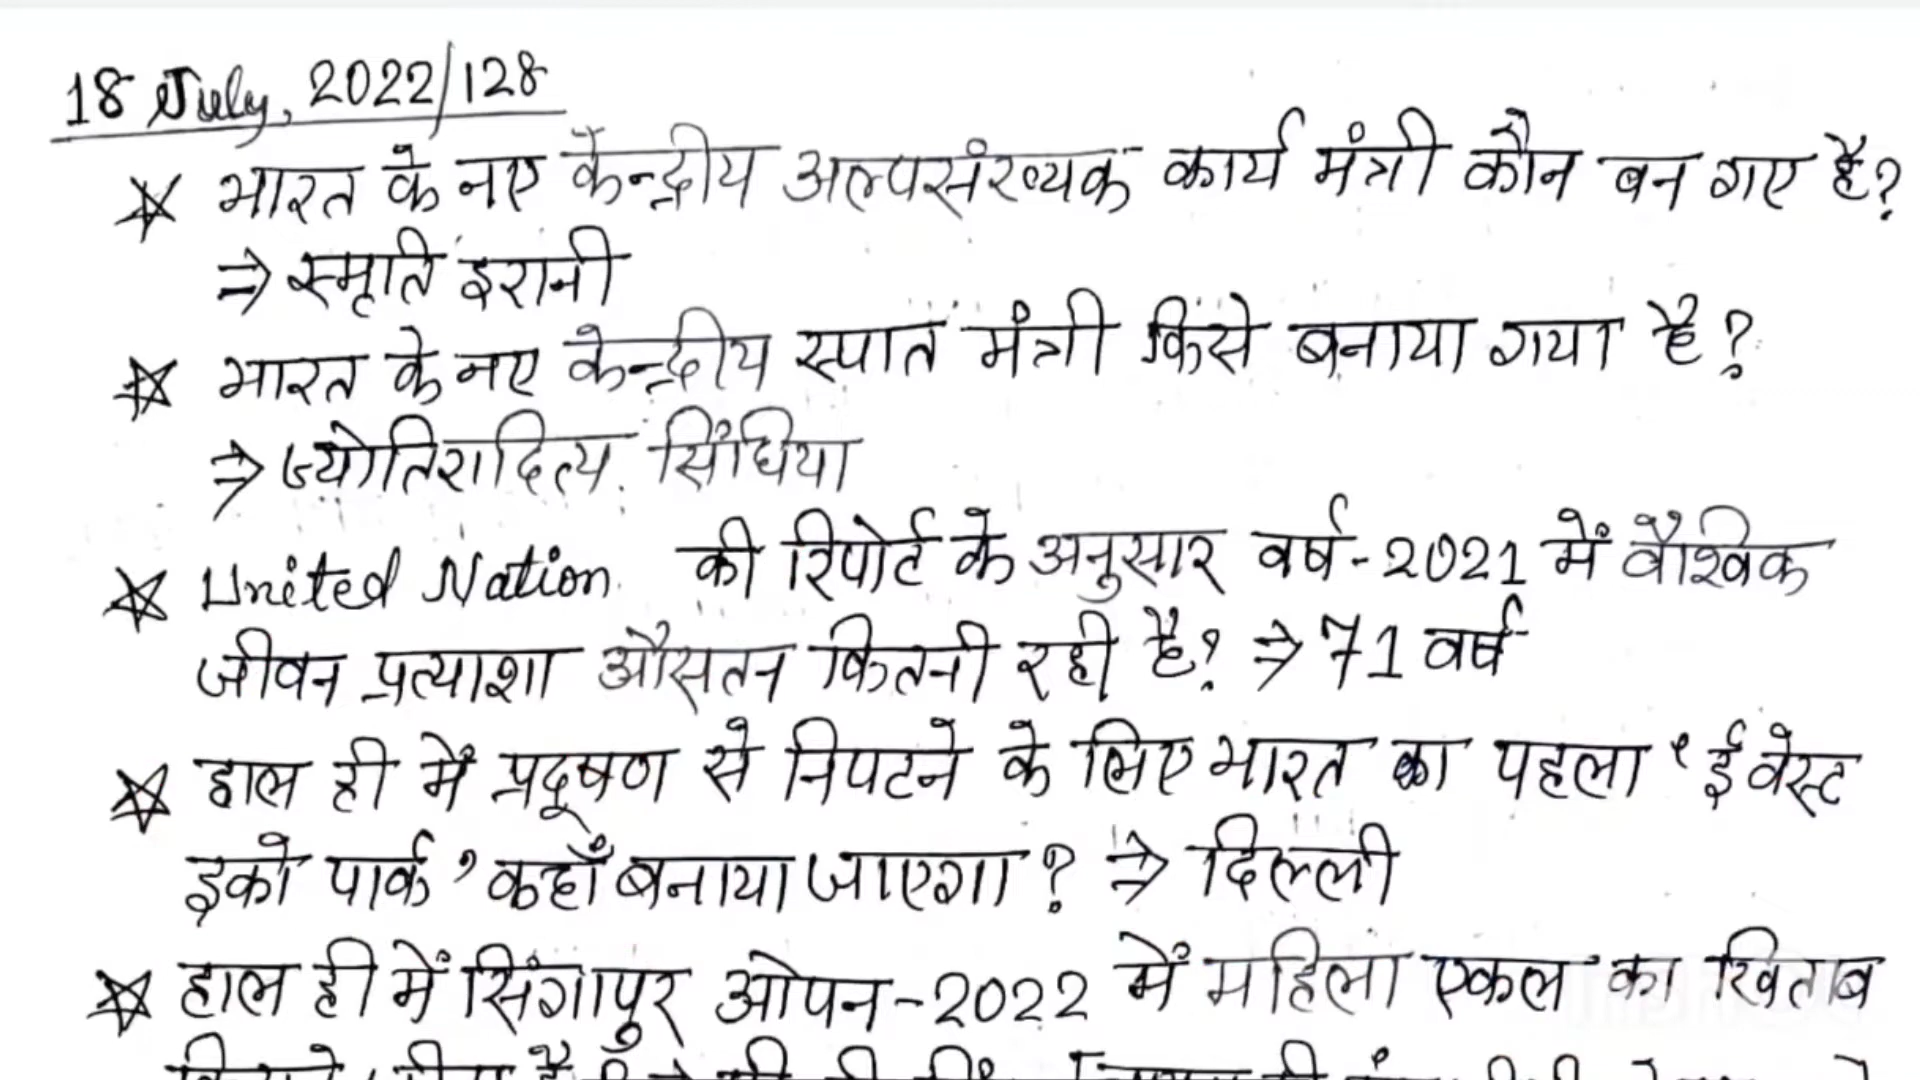 18 July, 2022/128
☆ भारत के नए केन्द्रीय अल्पसंख्यक कार्य मंत्री कौन बन गए है?
⇒ स्मृति इरानी
☆ भारत के नए केन्द्रीय स्पात मंत्री किसे बनाया गया है?
⇒ ज्योतिरादित्य सिंधिया
☆ United Nation की रिपोर्ट के अनुसार वर्ष-2021 में वैश्विक
जीवन प्रत्याशा औसतन कितनी रही है? ⇒ 71 वर्ष
☆ हाल ही में प्रदूषण से निपटने के लिए भारत का पहला ‘ई वेस्ट
इको पार्क’ कहाँ बनाया जाएगा? ⇒ दिल्ली
☆ हाल ही में सिंगापुर ओपन-2022 में महिला एकल का खिताब